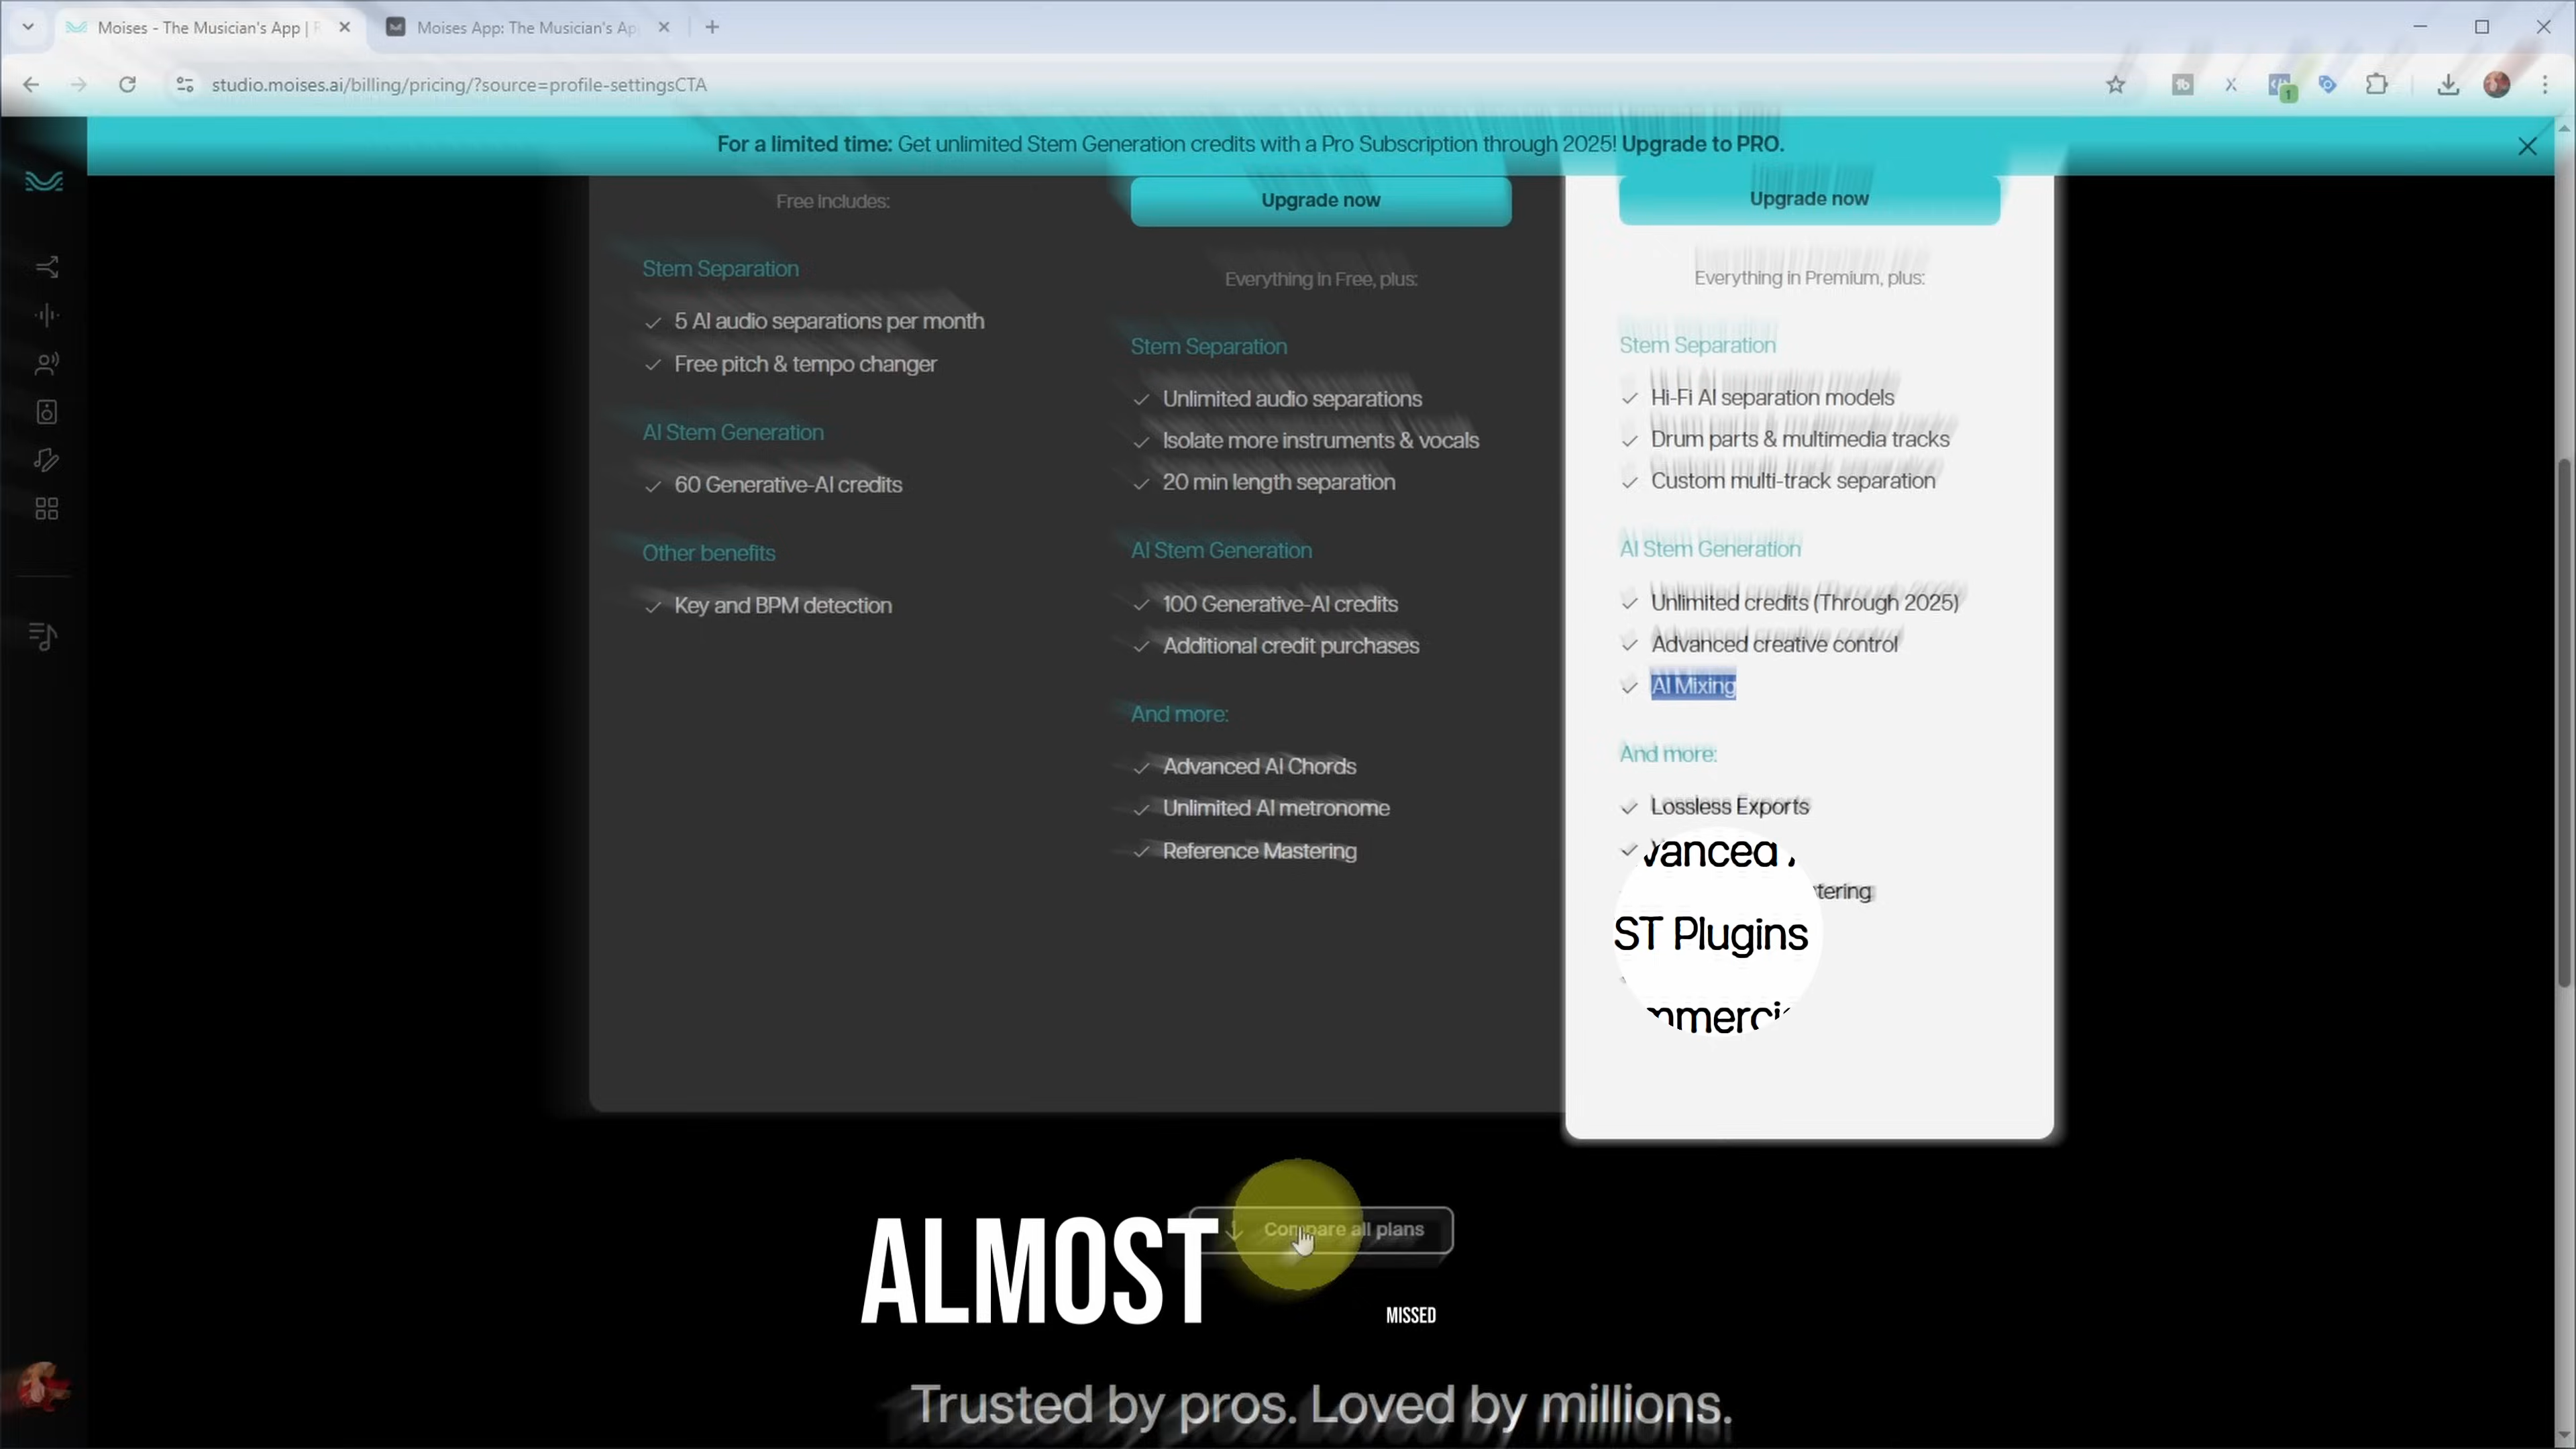 Moises - The Musician's App |
Moises App: The Musician's Ap
studio.moises.ai/billing/pricing/?source=profile-settingsCTA
1
For a limited time: Get unlimited Stem Generation credits with a Pro Subscription through 2025! Upgrade to PRO.
Free Includes:
Stem Separation
5 AI audio separations per month
Free pitch & tempo changer
AI Stem Generation
60 Generative-AI credits
Other benefits
Key and BPM detection
Upgrade now
Everything in Free, plus:
Stem Separation
Unlimited audio separations
Isolate more instruments & vocals
20 min length separation
AI Stem Generation
100 Generative-AI credits
Additional credit purchases
And more:
Advanced AI Chords
Unlimited AI metronome
Reference Mastering
Upgrade now
Everything in Premium, plus:
Stem Separation
Hi-Fi AI separation models
Drum parts & multimedia tracks
Custom multi-track separation
AI Stem Generation
Unlimited credits (Through 2025)
Advanced creative control
AI Mixing
And more:
Lossless Exports
vanced
tering
ST Plugins
mmerci
Compare all plans
ALMOST
MISSED
Trusted by pros. Loved by millions.